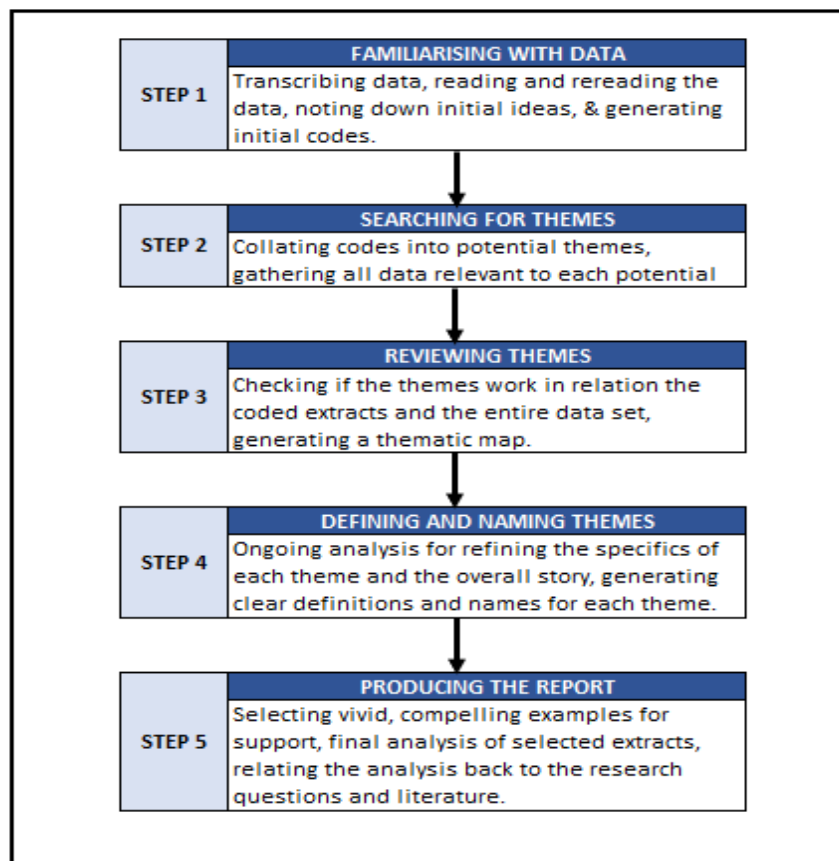 FAMILIARISING WITH DATA
STEP 1
Transcribing data, reading and rereading the
data, noting down initial ideas, & generating
initial codes.
SEARCHING FOR THEMES
STEP 2
Collating codes into potential themes,
gathering all data relevant to each potential
REVIEWING THEMES
STEP 3
Checking if the themes work in relation the
coded extracts and the entire data set,
generating a thematic map.
DEFINING AND NAMING THEMES
STEP 4
Ongoing analysis for refining the specifics of
each theme and the overall story, generating
clear definitions and names for each theme.
PRODUCING THE REPORT
STEP 5
Selecting vivid, compelling examples for
support, final analysis of selected extracts,
relating the analysis back to the research
questions and literature.